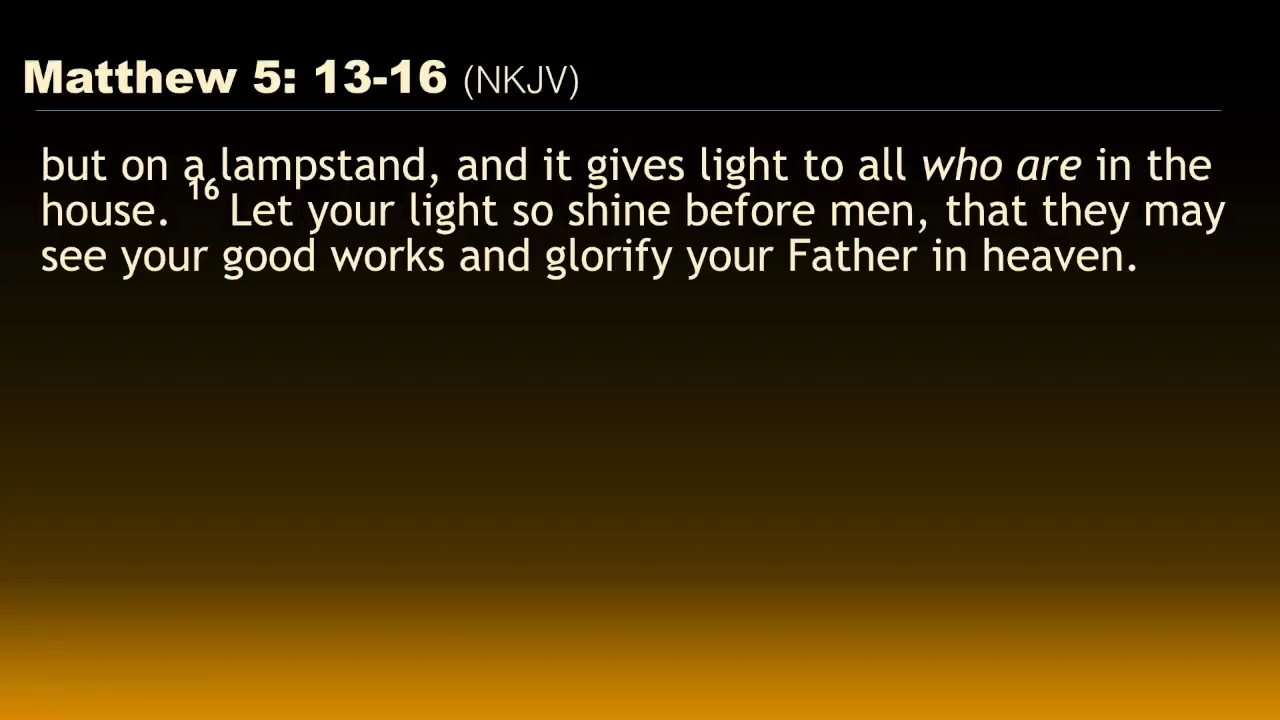 Matthew 5: 13-16 (NKJV)
but on a lampstand, and it gives light to all who are in the
house. 16 Let your light so shine before men, that they may
see your good works and glorify your Father in heaven.